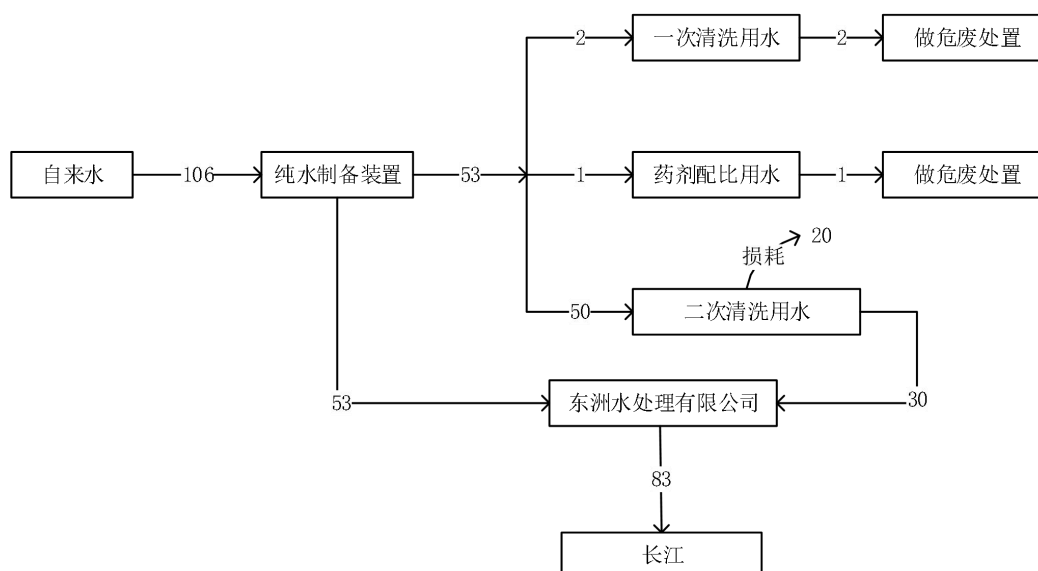 2
一次清洗用水
2
做危废处置
自来水
106
纯水制备装置
53
1
药剂配比用水
1
做危废处置
损耗
20
50
二次清洗用水
53
东洲水处理有限公司
30
83
长江